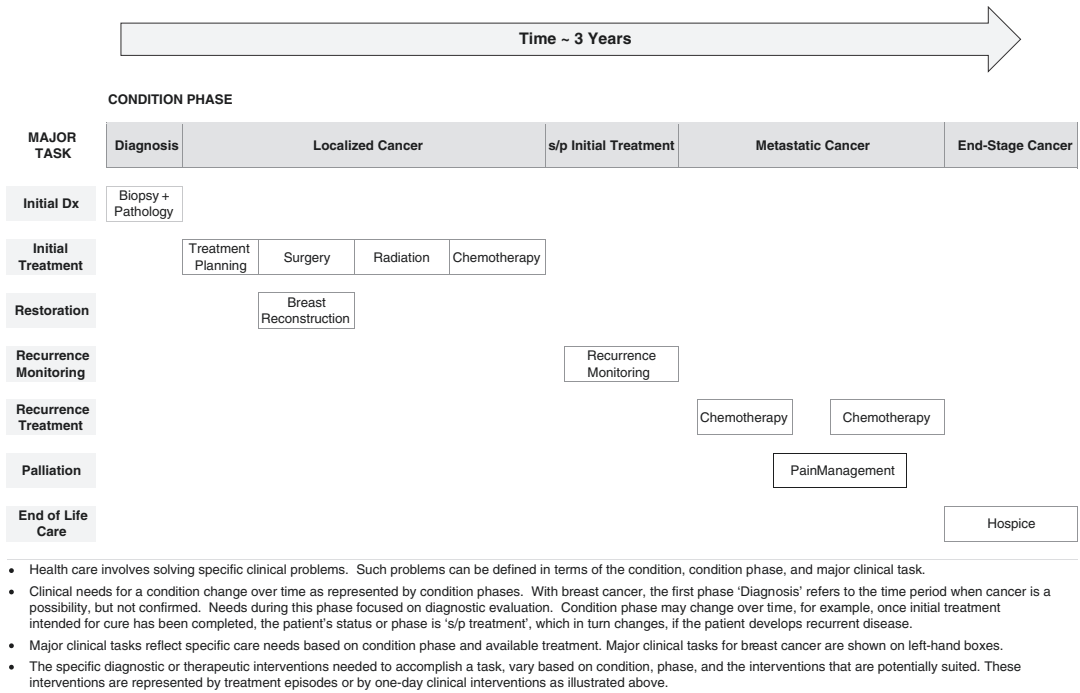 Time ~ 3 Years
CONDITION PHASE
MAJOR
TASK
Diagnosis
Localized Cancer
s/p Initial Treatment
Metastatic Cancer
End-Stage Cancer
Initial Dx
Biopsy +
Pathology
Initial
Treatment
Treatment
Planning
Surgery
Radiation
Chemotherapy
Restoration
Breast
Reconstruction
Recurrence
Monitoring
Recurrence
Monitoring
Recurrence
Treatment
Chemotherapy
Chemotherapy
Palliation
PainManagement
End of Life
Care
Hospice
• Health care involves solving specific clinical problems. Such problems can be defined in terms of the condition, condition phase, and major clinical task.
• Clinical needs for a condition change over time as represented by condition phases. With breast cancer, the first phase 'Diagnosis' refers to the time period when cancer is a
possibility, but not confirmed. Needs during this phase focused on diagnostic evaluation. Condition phase may change over time, for example, once initial treatment
intended for cure has been completed, the patient's status or phase is 's/p treatment', which in turn changes, if the patient develops recurrent disease.
• Major clinical tasks reflect specific care needs based on condition phase and available treatment. Major clinical tasks for breast cancer are shown on left-hand boxes.
• The specific diagnostic or therapeutic interventions needed to accomplish a task, vary based on condition, phase, and the interventions that are potentially suited. These
interventions are represented by treatment episodes or by one-day clinical interventions as illustrated above.